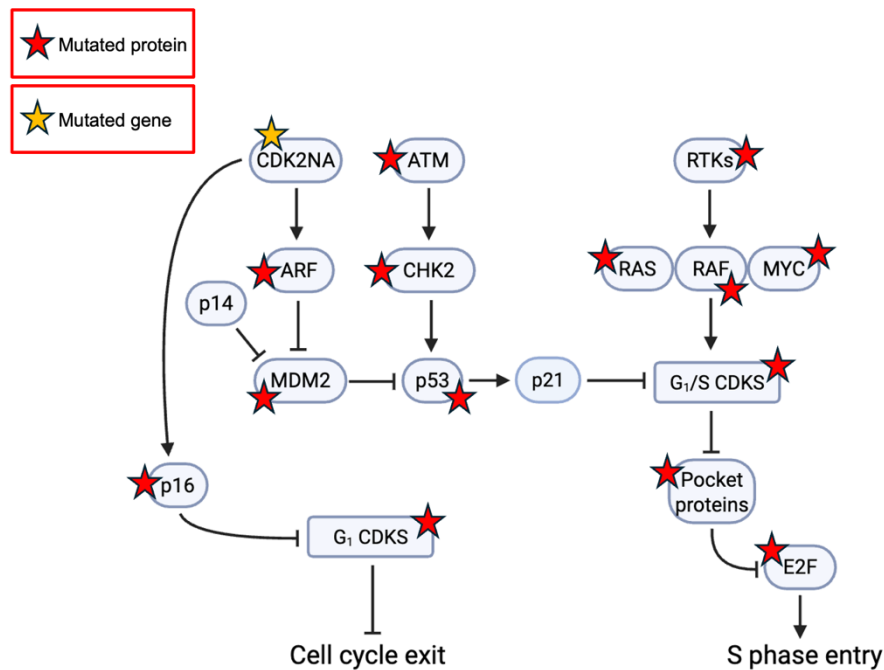 Mutated protein
Mutated gene
CDK2NA
ATM
RTKs
ARF
CHK2
RAS
RAF
MYC
p14
MDM2
p53
p21
G₁/S CDKS
p16
Pocket
proteins
G₁ CDKS
E2F
Cell cycle exit
S phase entry